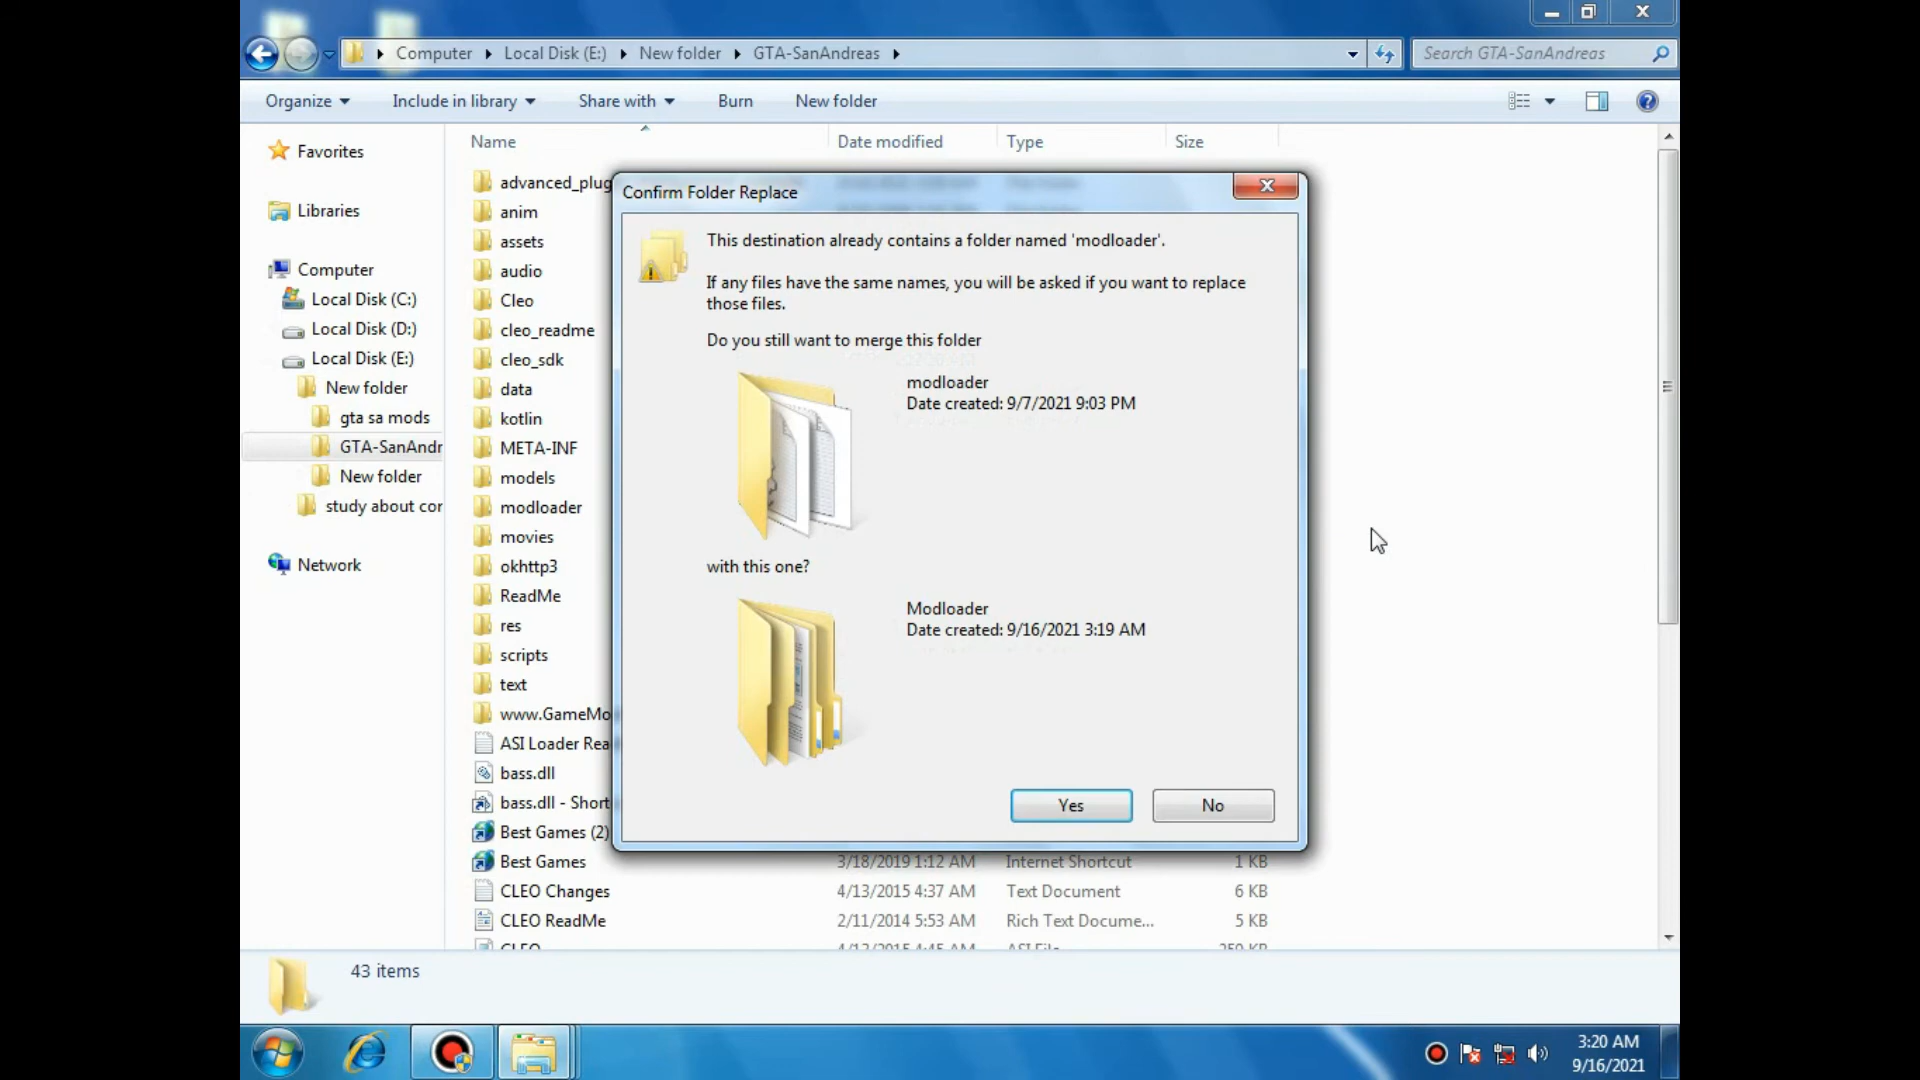 Computer
Local Disk (E:)
New folder
GTA-SanAndreas
Search GTA-SanAndreas
Organize
Include in library
Share with
Burn
New folder
Favorites
Libraries
Computer
Local Disk (C:)
Local Disk (D:)
Local Disk (E:)
New folder
gta sa mods
GTA-SanAndr
New folder
study about cor
Network
Name
Date modified
Type
Size
advanced_plug
anim
assets
audio
Cleo
cleo_readme
cleo_sdk
data
kotlin
META-INF
models
modloader
movies
okhttp3
ReadMe
res
scripts
text
www.GameMo
ASI Loader Rea
bass.dll
bass.dll - Short
Best Games (2)
Best Games 3/18/2019 1:12 AM Internet Shortcut 1 KB
CLEO Changes 4/13/2015 4:37 AM Text Document 6 KB
CLEO ReadMe 2/11/2014 5:53 AM Rich Text Docume... 5 KB
CLEO 4/13/2015 4:45 AM ASI File
Confirm Folder Replace
This destination already contains a folder named 'modloader'.
If any files have the same names, you will be asked if you want to replace
those files.
Do you still want to merge this folder
modloader
Date created: 9/7/2021 9:03 PM
with this one?
Modloader
Date created: 9/16/2021 3:19 AM
Yes
No
43 items
3:20 AM
9/16/2021